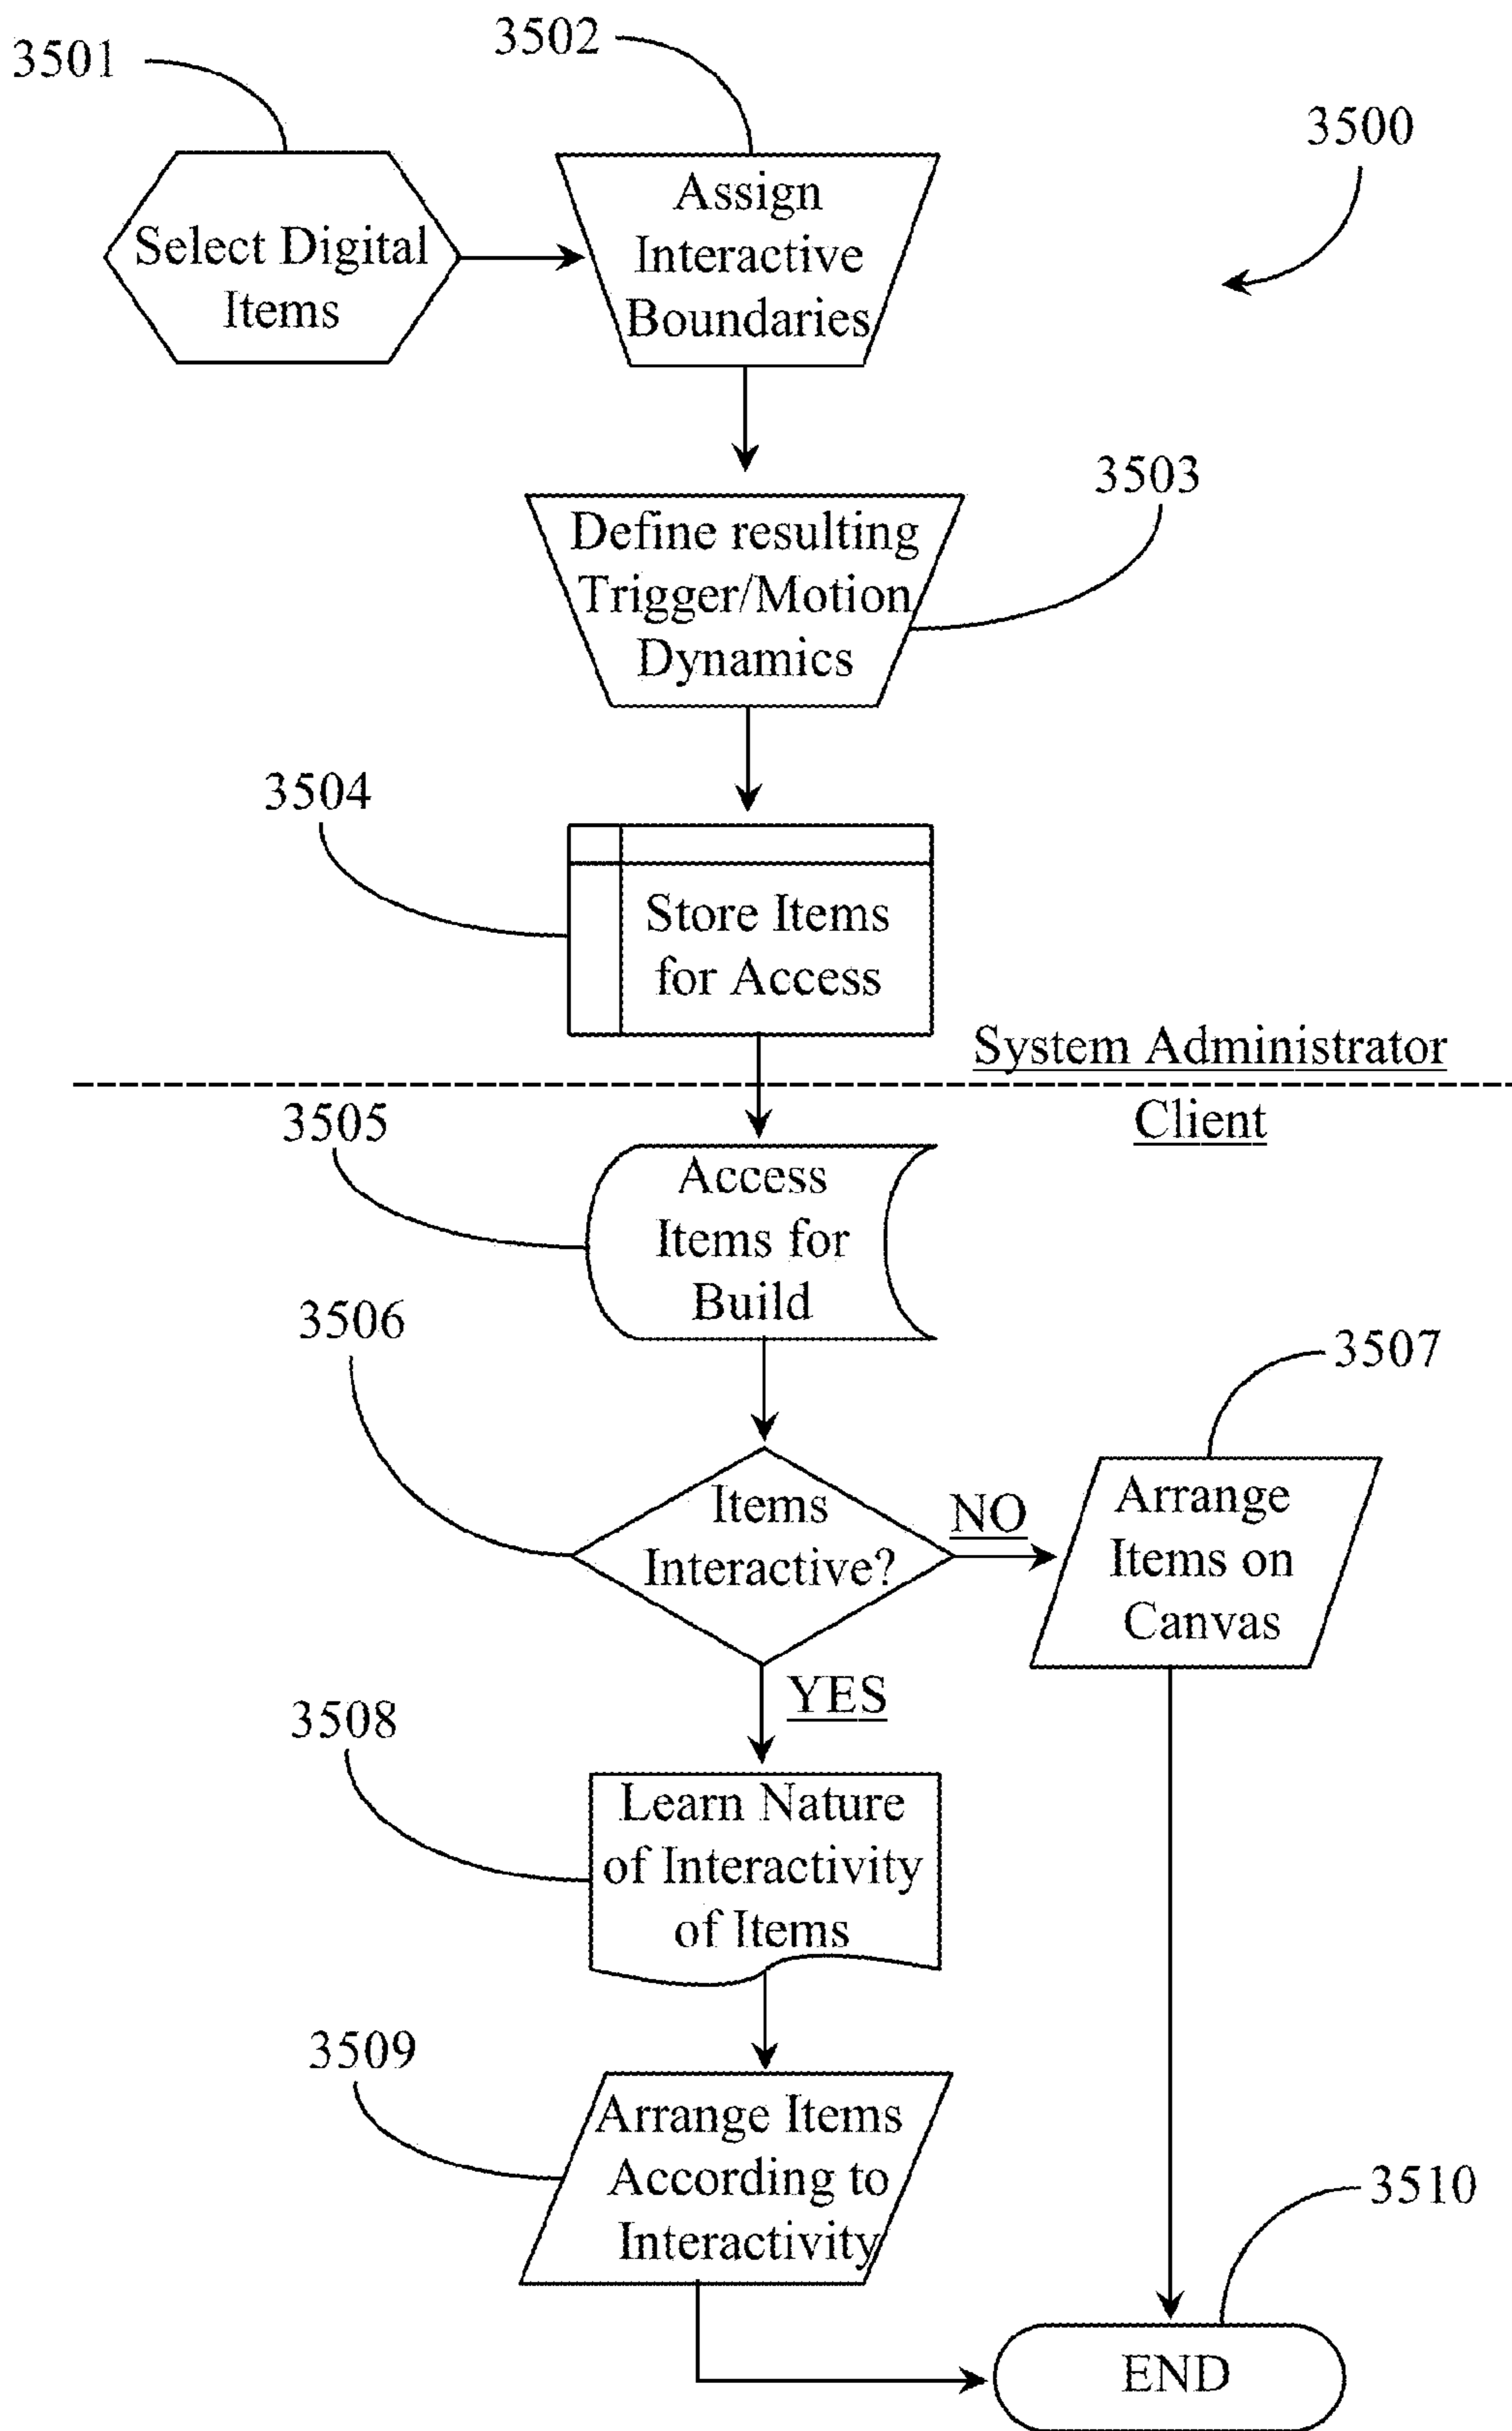 3501
3502
3500
Select Digital
Items
Assign
Interactive
Boundaries
3503
Define resulting
Trigger/Motion
Dynamics
3504
Store Items
for Access
System Administrator
Client
3505
Access
Items for
Build
3506
3507
Items
Interactive?
NO
Arrange
Items on
Canvas
YES
3508
Learn Nature
of Interactivity
of Items
3509
Arrange Items
According to
Interactivity
3510
END